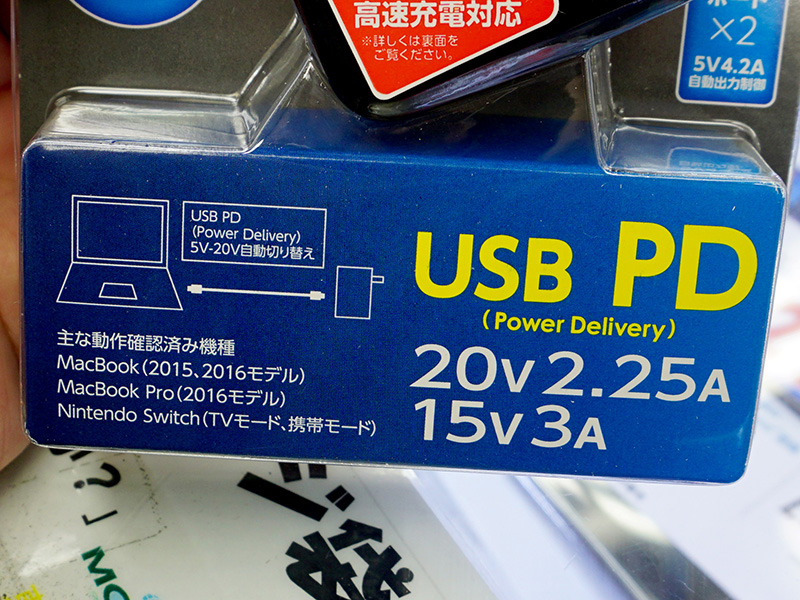 高速充電対応
※詳しくは裏面を
ご覧ください。
ポート
×2
5V4.2A
自動出力制御
USB PD
(Power Delivery)
5V-20V自動切り替え
USB PD
(Power Delivery)
20V 2.25A
15V 3A
主な動作確認済み機種
MacBook(2015、2016モデル)
MacBook Pro(2016モデル)
Nintendo Switch(TVモード、携帯モード)